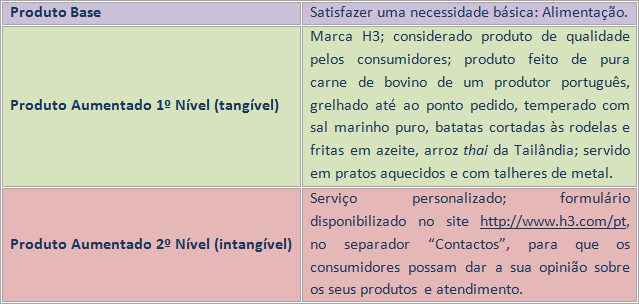 Produto Base
Satisfazer uma necessidade básica: Alimentação.
Produto Aumentado 1º Nível (tangível)
Marca H3; considerado produto de qualidade
pelos consumidores; produto feito de pura
carne de bovino de um produtor português,
grelhado até ao ponto pedido, temperado com
sal marinho puro, batatas cortadas às rodelas e
fritas em azeite, arroz thai da Tailândia; servido
em pratos aquecidos e com talheres de metal.
Produto Aumentado 2º Nível (intangível)
Serviço personalizado; formulário
disponibilizado no site http://www.h3.com/pt,
no separador “Contactos”, para que os
consumidores possam dar a sua opinião sobre
os seus produtos e atendimento.